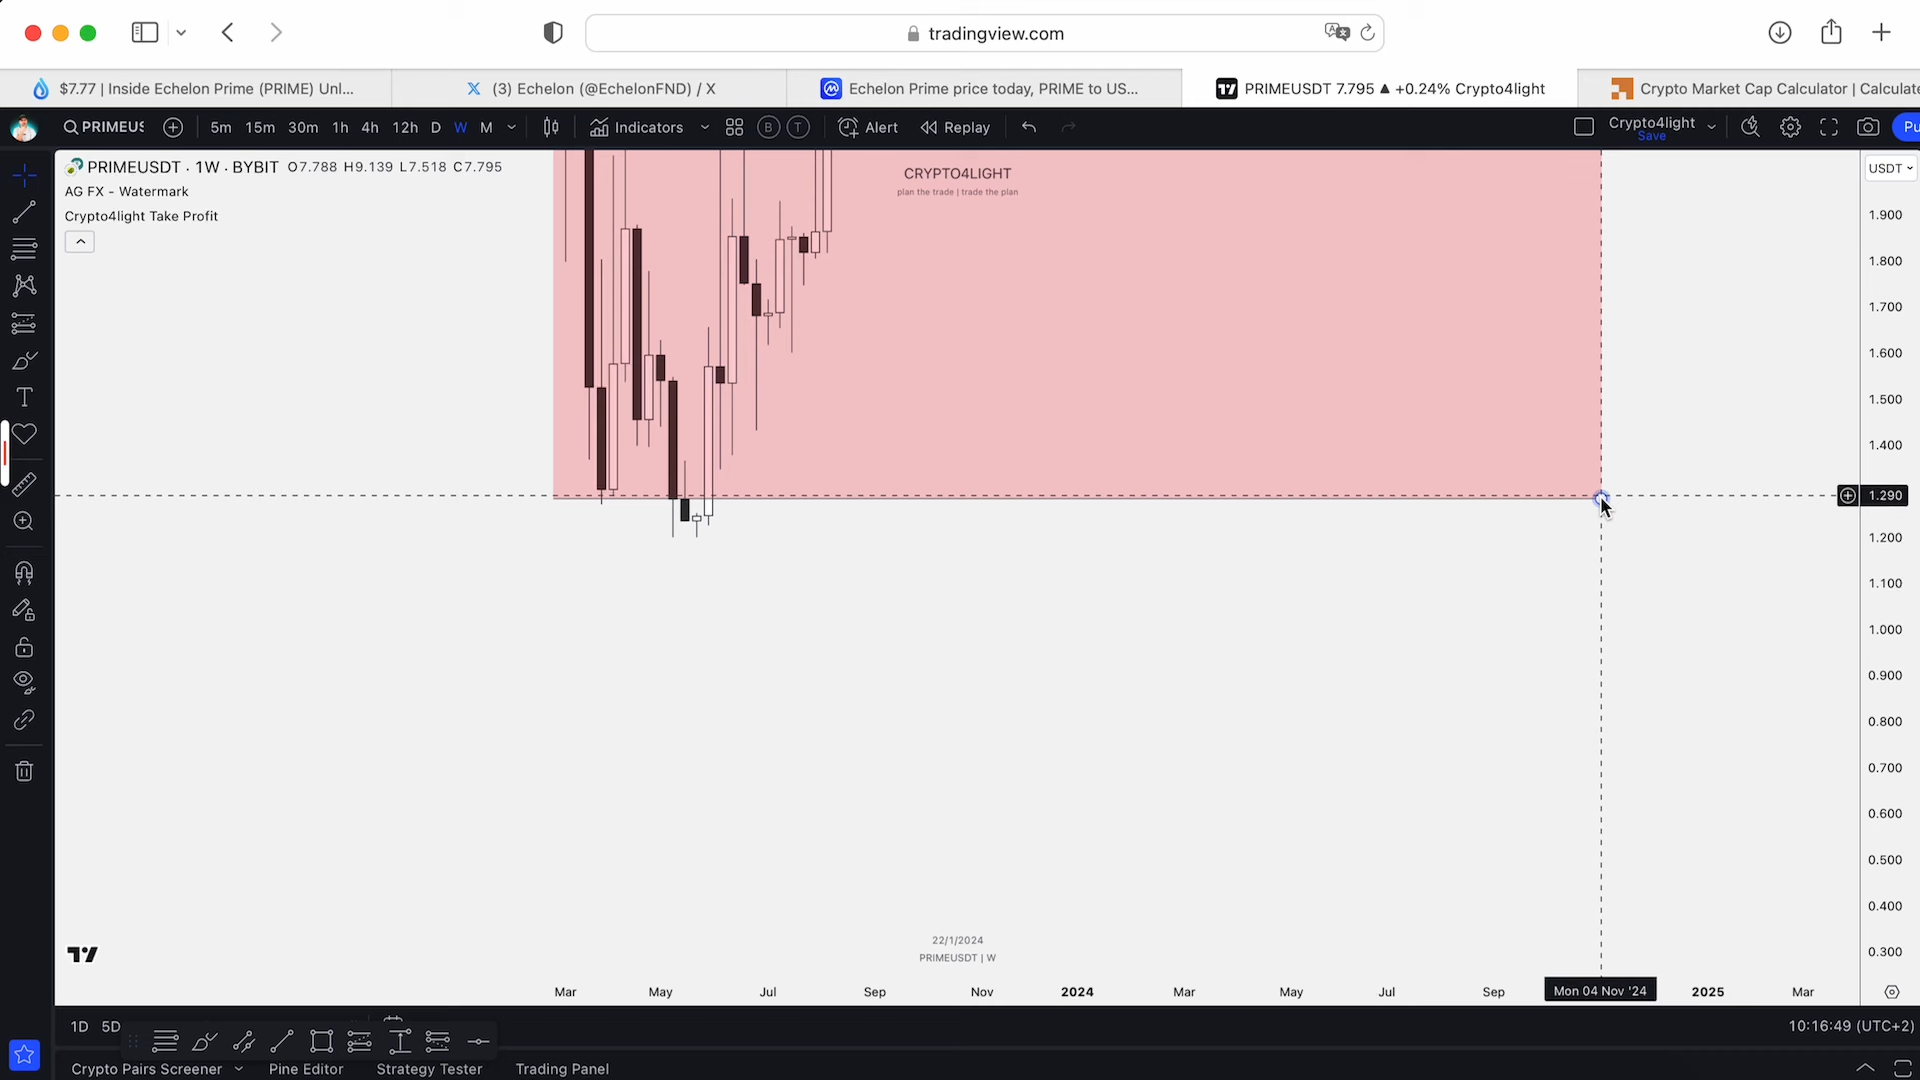 tradingview.com
$7.77 | Inside Echelon Prime (PRIME) Unl...
(3) Echelon (@EchelonFND) / X
Echelon Prime price today, PRIME to US...
PRIMEUSDT 7.795 ▲ +0.24% Crypto4light
Crypto Market Cap Calculator | Calculate
PRIMEUS
5m 15m 30m 1h 4h 12h D W M
Indicators
B T
Alert
Replay
Crypto4light
Save
Pu
PRIMEUSDT · 1W · BYBIT O7.788 H9.139 L7.518 C7.795
AG FX - Watermark
Crypto4light Take Profit
CRYPTO4LIGHT
plan the trade | trade the plan
USDT
1.900
1.800
1.700
1.600
1.500
1.400
1.290
1.200
1.100
1.000
0.900
0.800
0.700
0.600
0.500
0.400
0.300
22/1/2024
PRIMEUSDT | W
Mar May Jul Sep Nov 2024 Mar May Jul Sep Mon 04 Nov '24 2025 Mar
1D 5D
10:16:49 (UTC+2)
Crypto Pairs Screener Pine Editor Strategy Tester Trading Panel